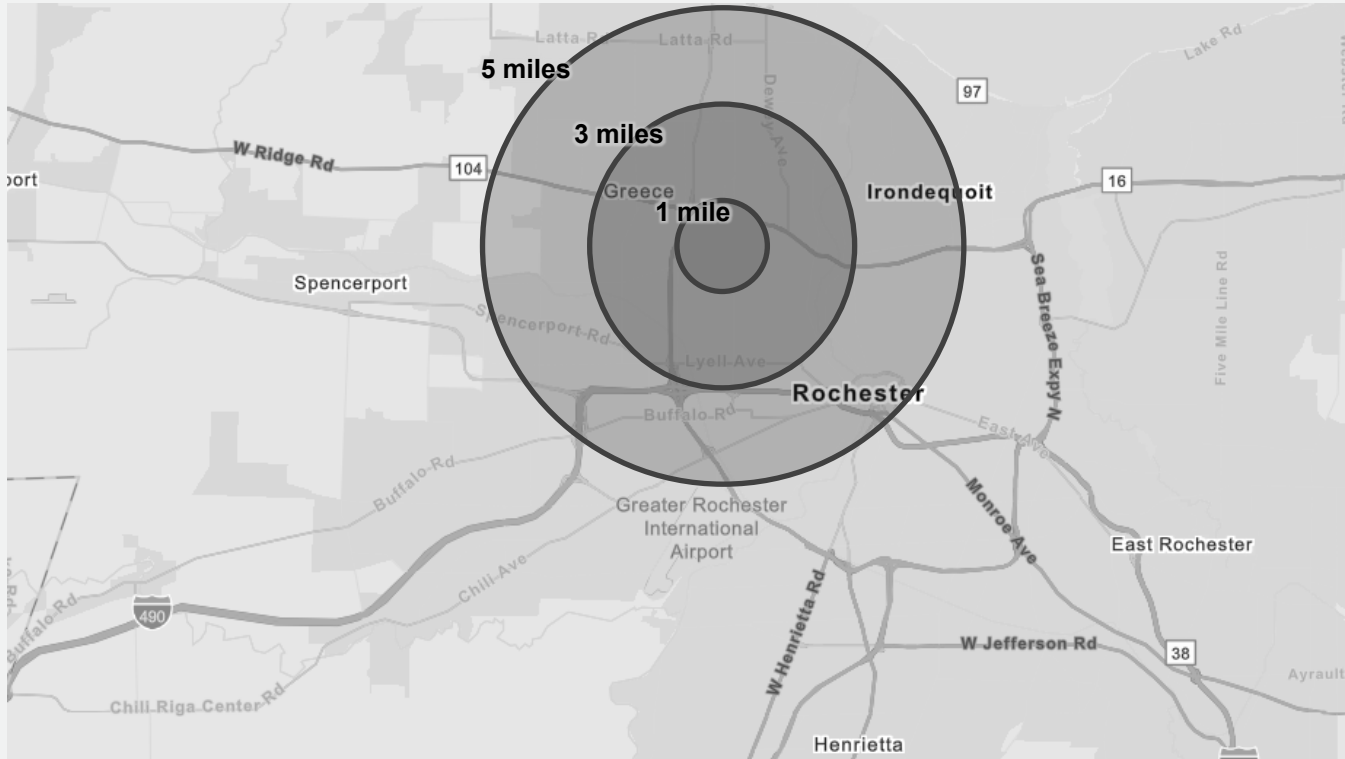 Latta Rd
Latta Rd
Lake Rd
5 miles
97
Dewey Ave
3 miles
W Ridge Rd
104
port
Greece
Irondequoit
16
1 mile
Spencerport
Sea Breeze Expy N
Five Mile Line Rd
Spencerport Rd
Lyell Ave
Rochester
Buffalo Rd
East Ave
Buffalo Rd
Greater Rochester
International
Airport
Monroe Ave
East Rochester
Chili Ave
490
Buffalo Rd
W Henrietta Rd
W Jefferson Rd
38
Ayrault
Chili Riga Center Rd
Henrietta